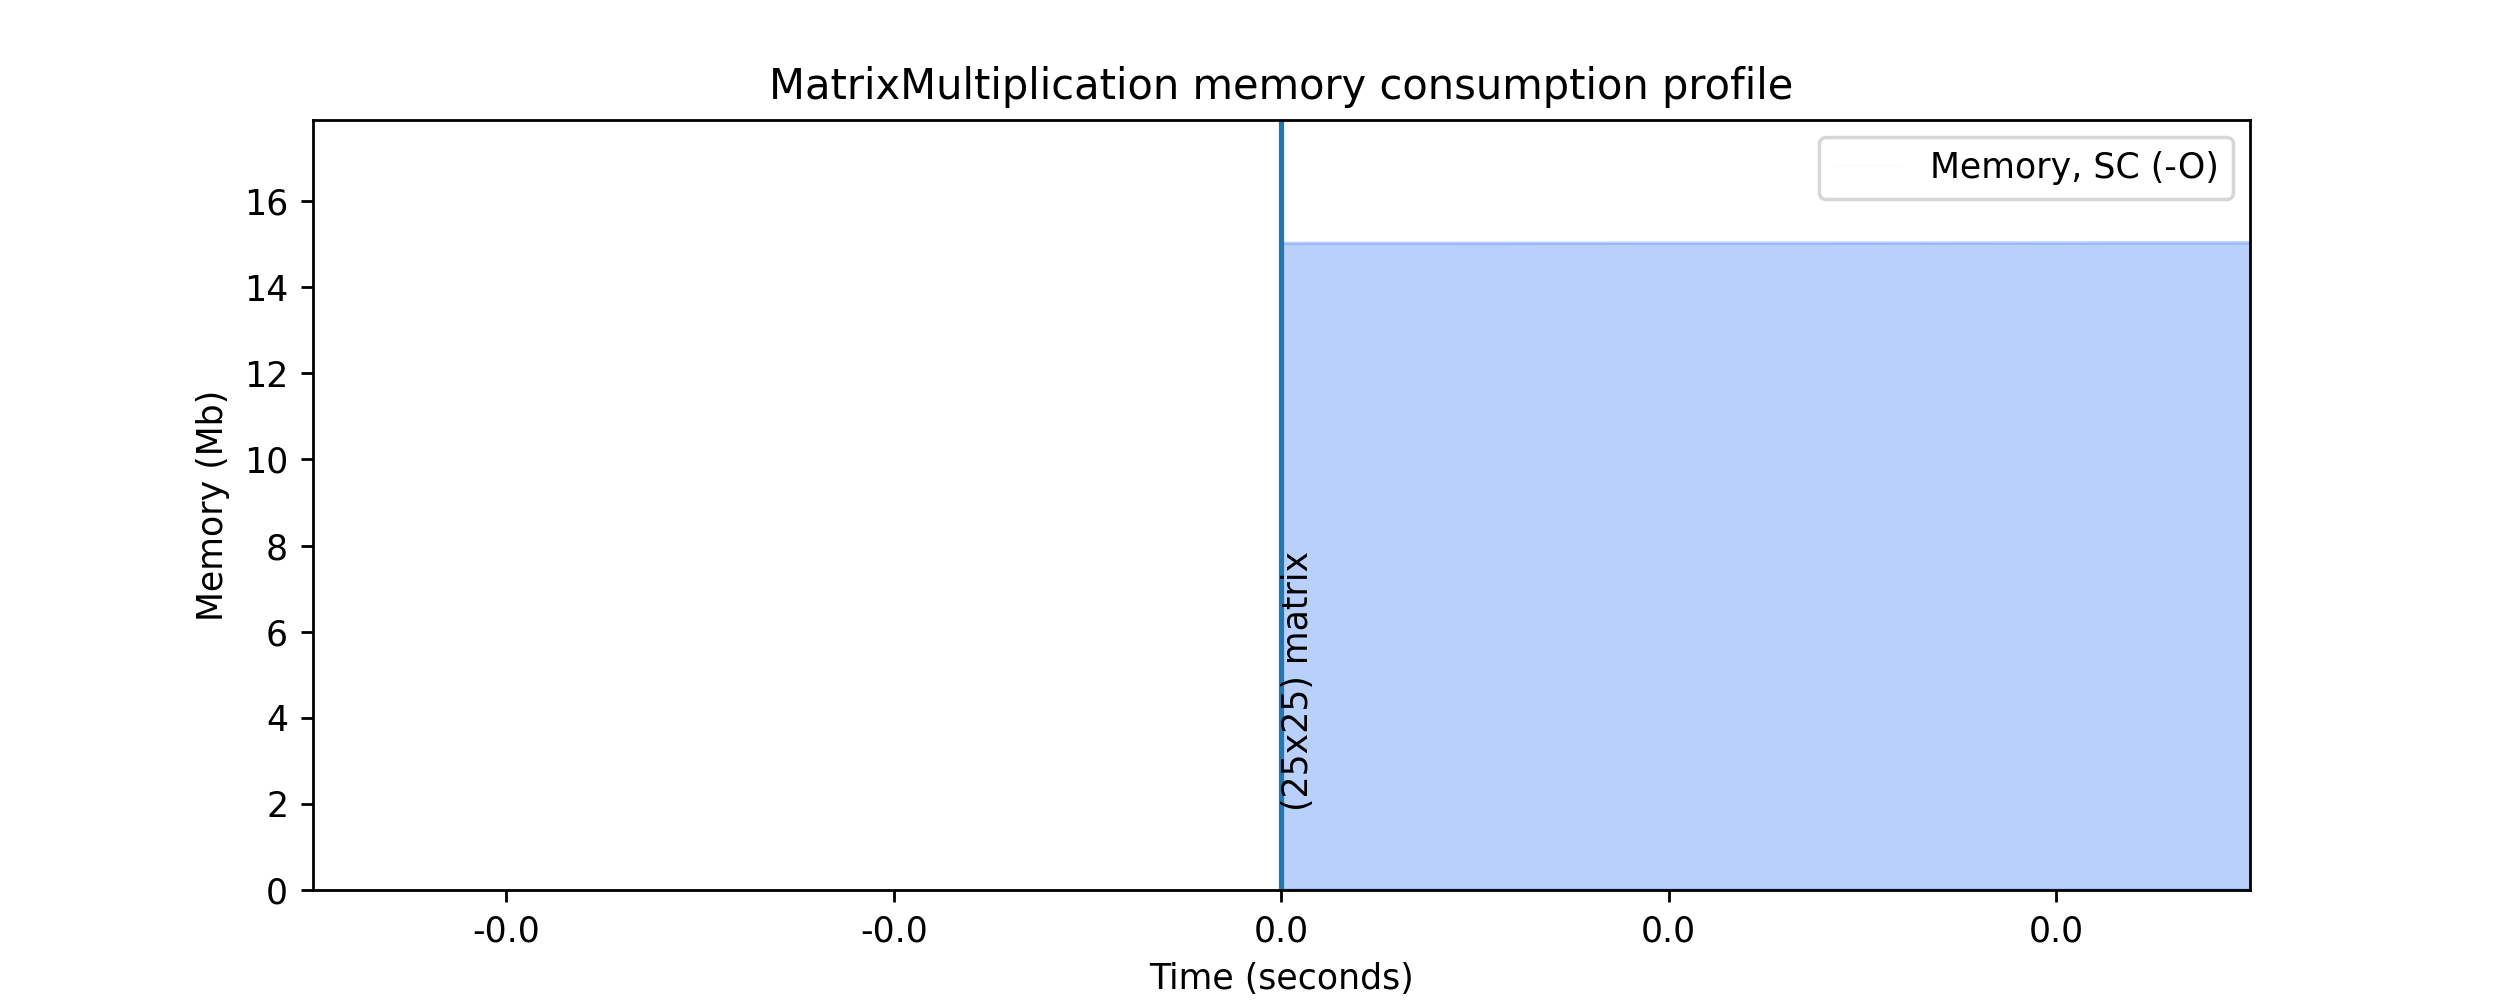 MatrixMultiplication memory consumption profile
Memory, SC (-O)
16
14
12
10
8
6
4
2
0
Memory (Mb)
(25x25) matrix
-0.0
-0.0
0.0
0.0
0.0
Time (seconds)